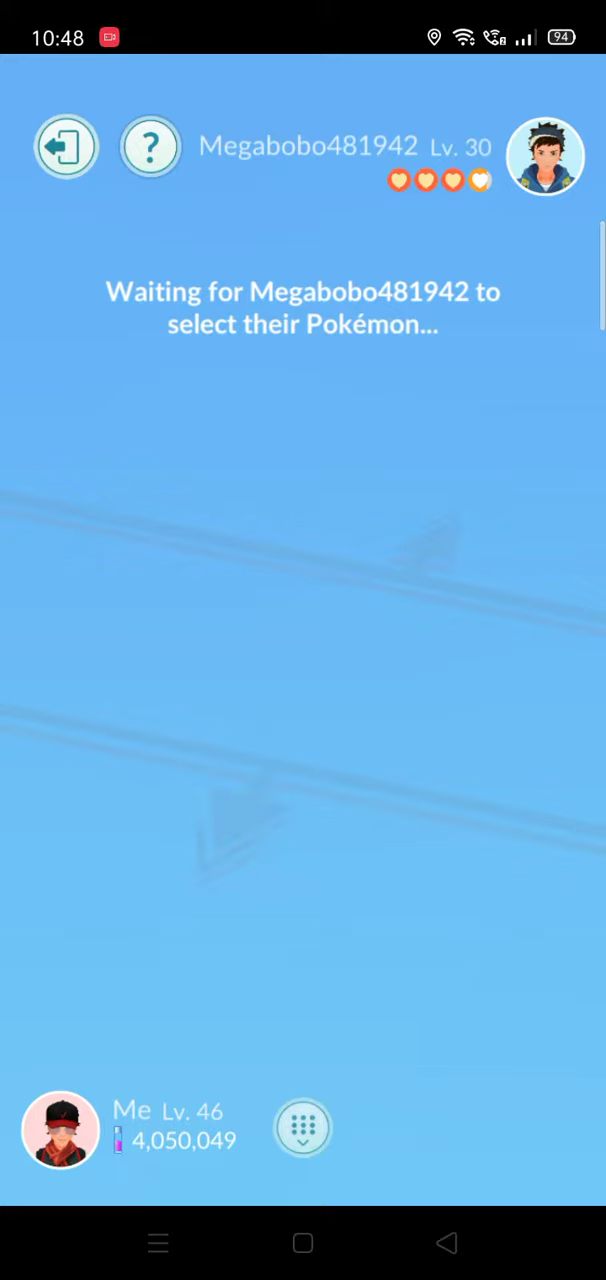 10:48
94
?
Megabobo481942 Lv. 30
Waiting for Megabobo481942 to
select their Pokémon...
Me Lv. 46
4,050,049